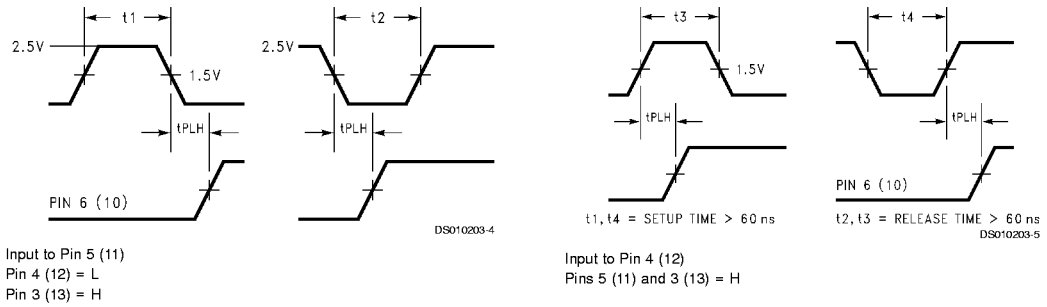 t1
2.5V
1.5V
tPLH
PIN 6 (10)
t2
2.5V
tPLH
DS010203-4
Input to Pin 5 (11)
Pin 4 (12) = L
Pin 3 (13) = H
t3
1.5V
tPLH
t1,t4 = SETUP TIME > 60 ns
t4
tPLH
PIN 6 (10)
t2,t3 = RELEASE TIME > 60 ns
DS010203-5
Input to Pin 4 (12)
Pins 5 (11) and 3 (13) = H